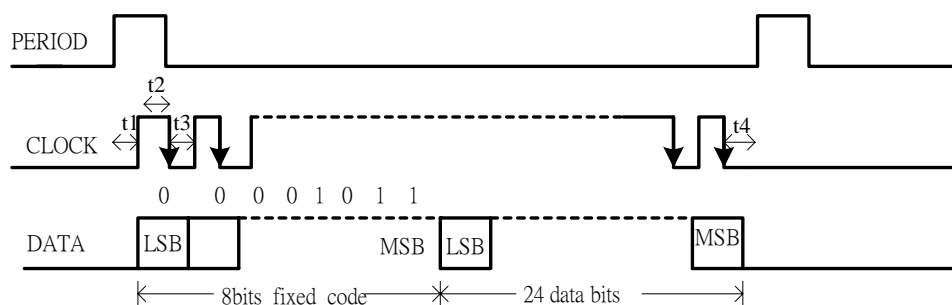 PERIOD
t2
t1 t3 t4
CLOCK
0 0 0 0 1 0 1 1
DATA LSB MSB LSB MSB
8bits fixed code 24 data bits